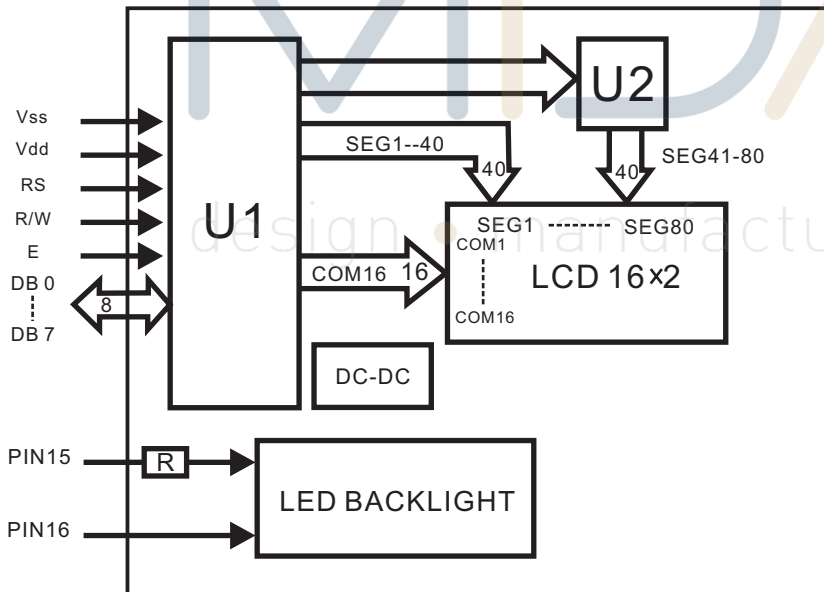 U2
Vss
Vdd
RS
R/W
E
DB 0
DB 7
8
U1
SEG1--40
40
40
SEG41-80
SEG1
SEG80
COM1
COM16
LCD 16×2
COM16 16
DC-DC
design • manufactu
PIN15
R
PIN16
LED BACKLIGHT